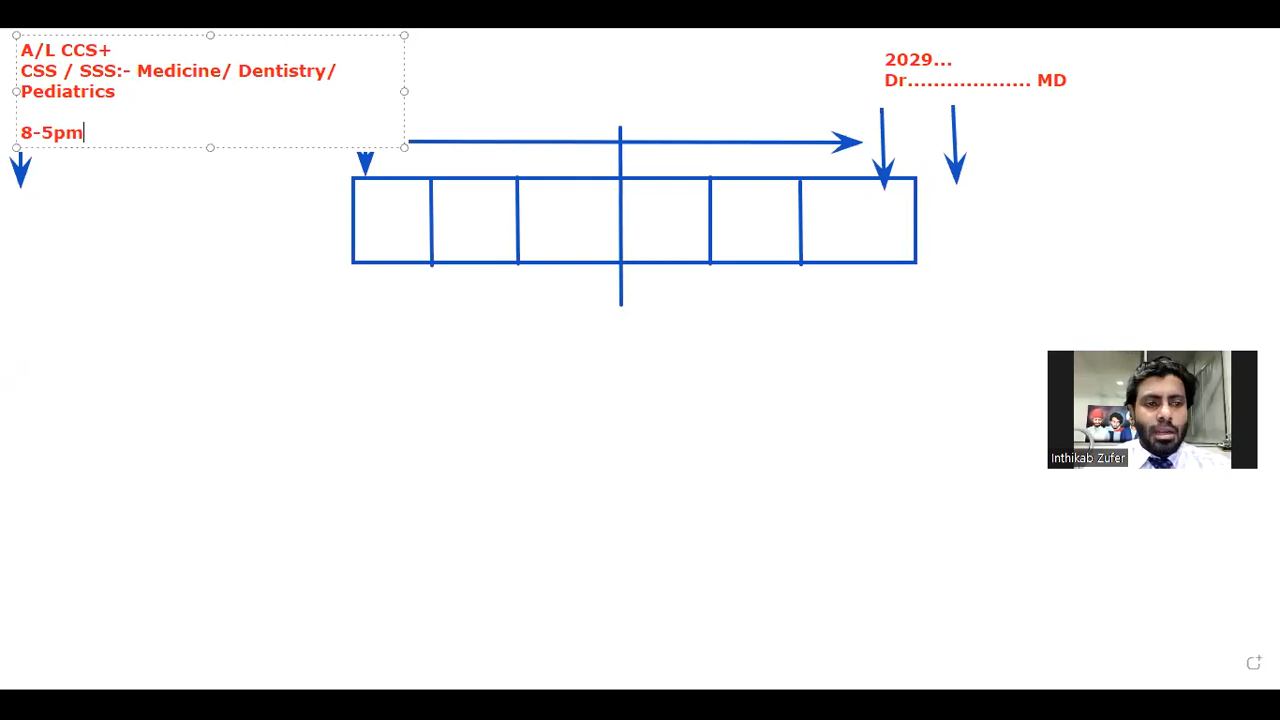 A/L CCS+
CSS / SSS:- Medicine/ Dentistry/
Pediatrics
8-5pm
2029...
Dr................... MD
Inthikab Zufer